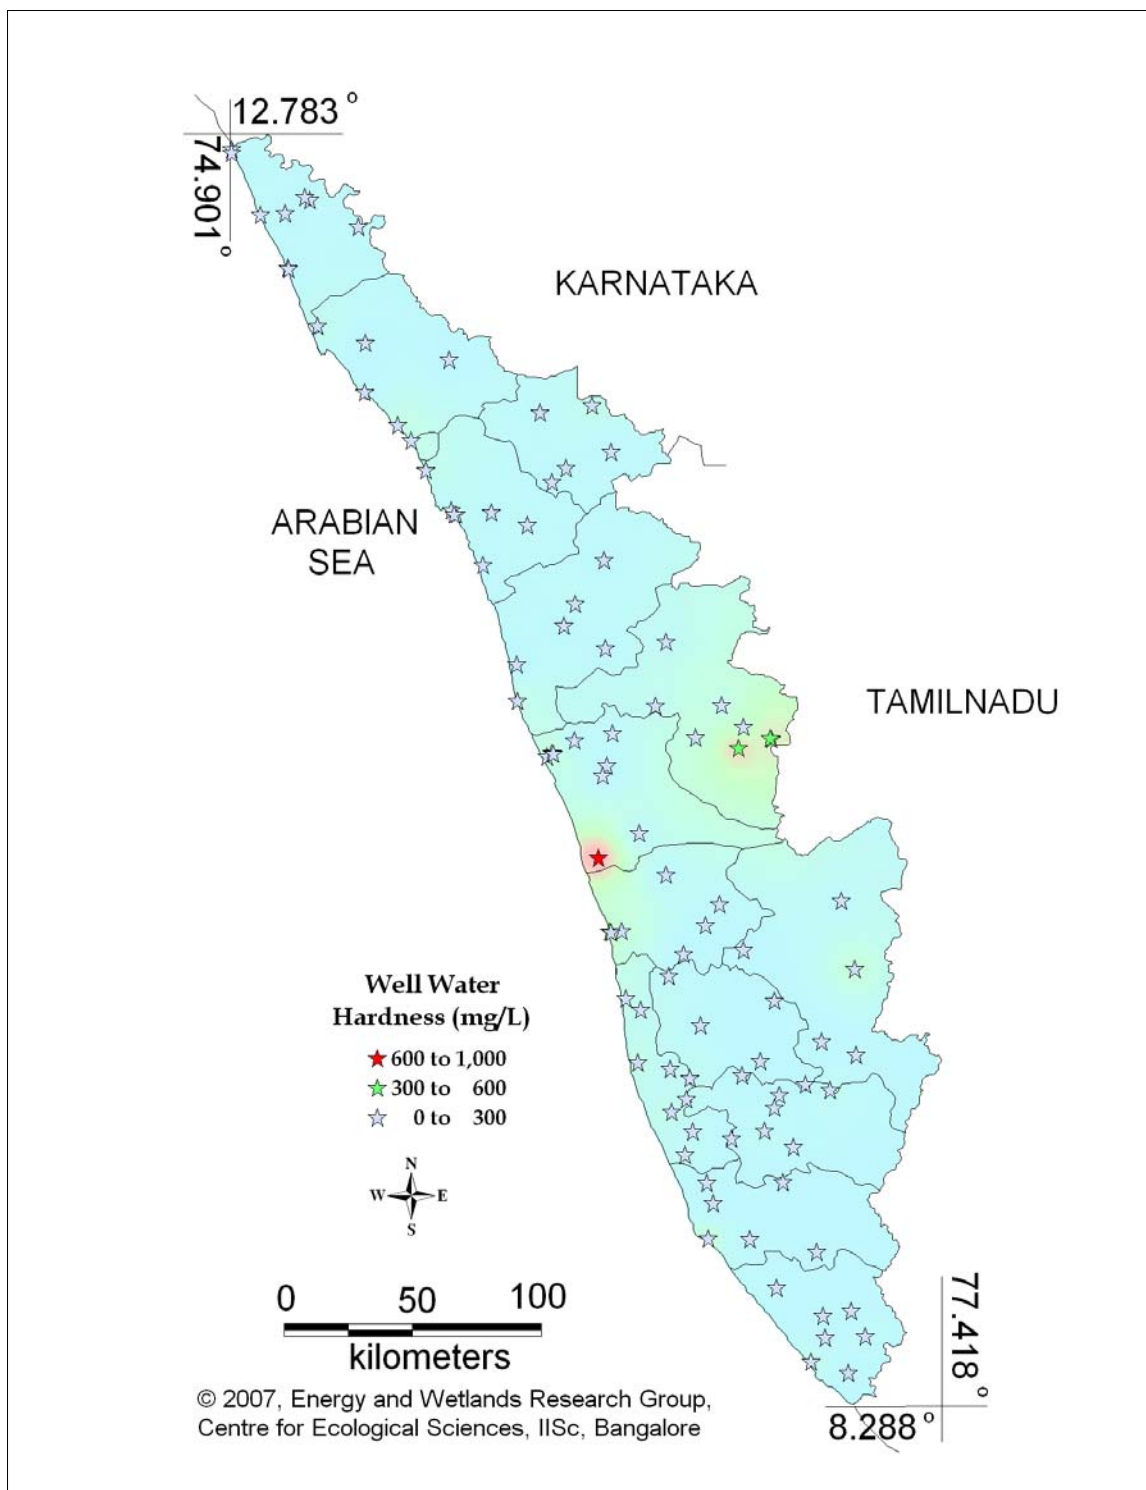 12.783 °
74.901 °
KARNATAKA
ARABIAN
SEA
TAMILNADU
Well Water
Hardness (mg/L)
600 to 1,000
300 to 600
0 to 300
N
W E
S
0 50 100
kilometers
77.418 °
8.288 °
© 2007, Energy and Wetlands Research Group,
Centre for Ecological Sciences, IISc, Bangalore